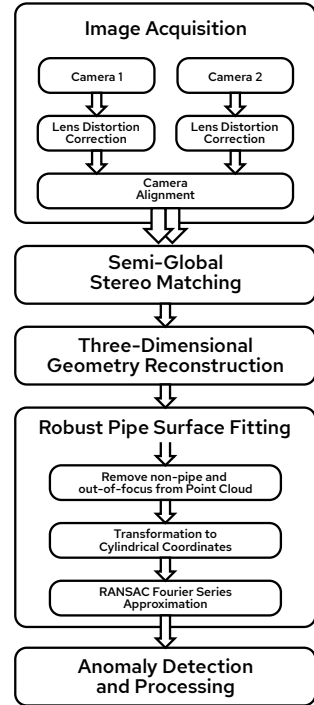 Image Acquisition
Camera 1
Camera 2
Lens Distortion
Correction
Lens Distortion
Correction
Camera
Alignment
Semi-Global
Stereo Matching
Three-Dimensional
Geometry Reconstruction
Robust Pipe Surface Fitting
Remove non-pipe and
out-of-focus from Point Cloud
Transformation to
Cylindrical Coordinates
RANSAC Fourier Series
Approximation
Anomaly Detection
and Processing